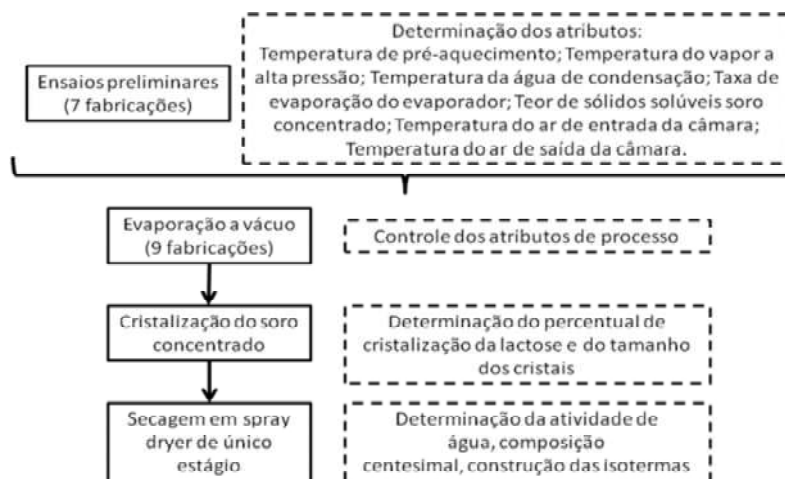 Ensaios preliminares
(7 fabricações)
Determinação dos atributos:
Temperatura de pré-aquecimento; Temperatura do vapor a
alta pressão; Temperatura da água de condensação; Taxa de
evaporação do evaporador; Teor de sólidos solúveis soro
concentrado; Temperatura do ar de entrada da câmara;
Temperatura do ar de saída da câmara.
Evaporação a vácuo
(9 fabricações)
Controle dos atributos de processo
Cristalização do soro
concentrado
Determinação do percentual de
cristalização da lactose e do tamanho
dos cristais
Secagem em spray
dryer de único
estágio
Determinação da atividade de
água, composição
centesimal, construção das isotermas